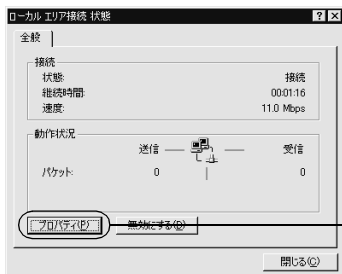 ローカル エリア接続 状態
全般
接続
状態: 接続
継続時間: 00:01:16
速度: 11.0 Mbps
動作状況
送信 受信
パケット: 0 0
プロパティ(P) 無効にする(D)
閉じる(C)